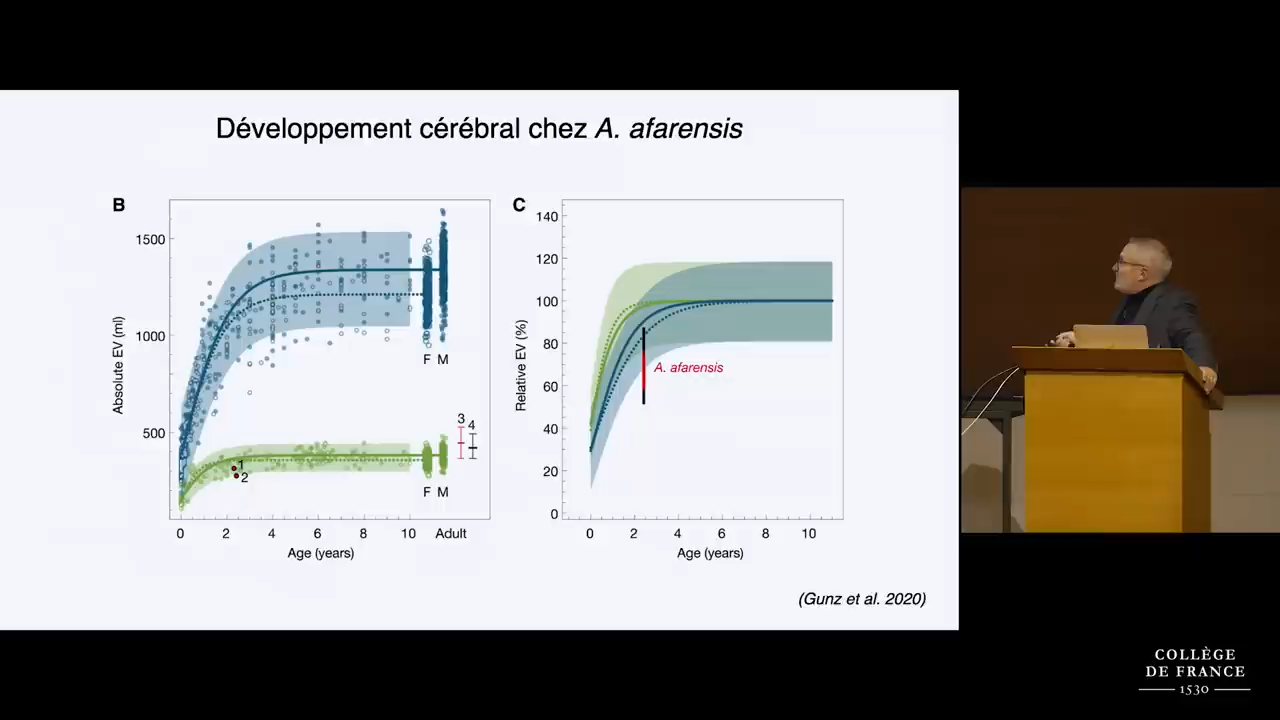 Développement cérébral chez A. afarensis
B
Absolute EV (ml)
1500
1000
500
F M
3
4
1
2
F M
0 2 4 6 8 10 Adult
Age (years)
C
Relative EV (%)
140
120
100
80
60
40
20
0
A. afarensis
0 2 4 6 8 10
Age (years)
(Gunz et al. 2020)
COLLÈGE
DE FRANCE
1530